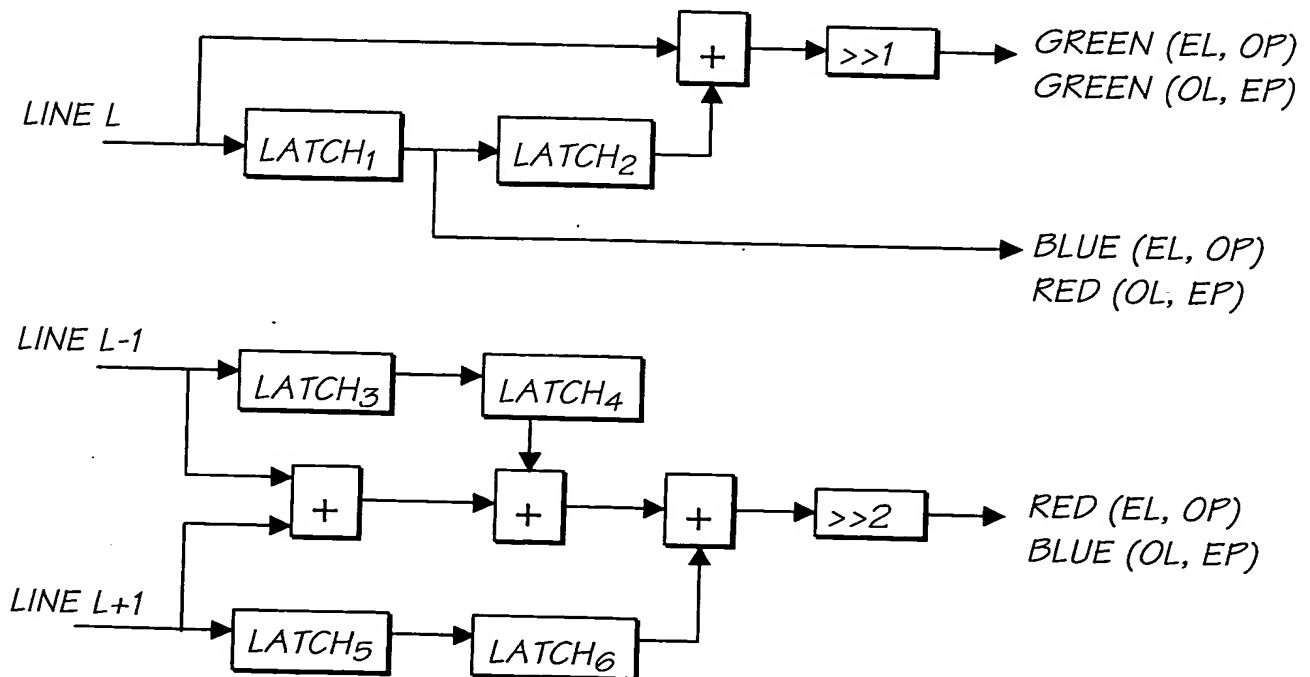 +
>>1
GREEN (EL, OP)
GREEN (OL, EP)
LINE L
LATCH₁
LATCH₂
BLUE (EL, OP)
RED (OL, EP)
LINE L-1
LATCH₃
LATCH₄
+
+
+
>>2
RED (EL, OP)
BLUE (OL, EP)
LINE L+1
LATCH₅
LATCH₆